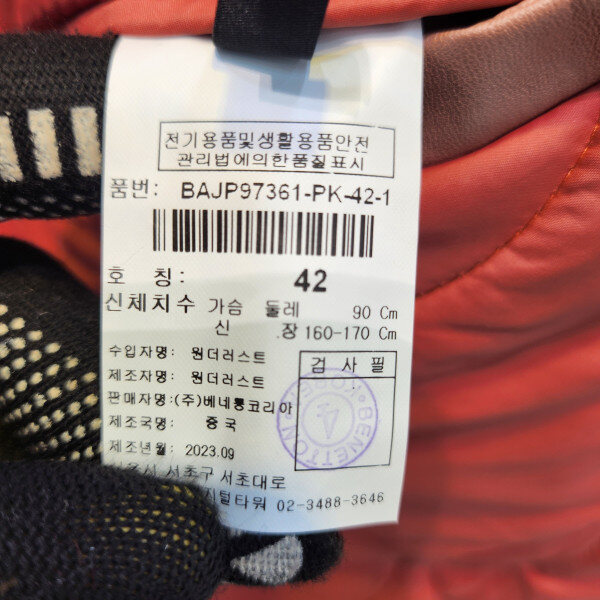 전기용품및생활용품안전
관리법에의한품질표시
품번: BAJP97361-PK-42-1
호 칭: 42
신체치수 가슴 둘레 90 Cm
신 장 160-170 Cm
수입자명: 원더러스트
제조자명: 원더러스트
판매자명:(주)베네통코리아
제조국명: 중국
제조년월: 2023.09
검사필
BENETTON KOREA
서초구 서초대로
털타워 02-3488-3646